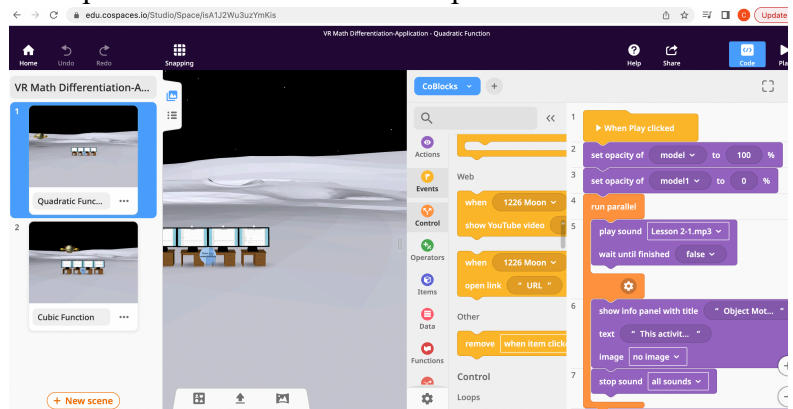 edu.cospaces.io/Studio/Space/isA1J2Wu3uzYmKis
C
Update
VR Math Differentiation-Application - Quadratic Function
Home
Undo
Redo
Snapping
Help
Share
Code
Pla
VR Math Differentiation-A...
1
Quadratic Func...
2
Cubic Function
+ New scene
CoBlocks
Actions
Events
Control
Operators
Items
Data
Functions
Web
when 1226 Moon
show YouTube video
when 1226 Moon
open link " URL "
Other
remove when item click
Control
Loops
1
When Play clicked
2
set opacity of model to 100 %
3
set opacity of model1 to 0 %
4
run parallel
5
play sound Lesson 2-1.mp3
wait until finished false
6
show info panel with title " Object Mot... "
text " This activit... "
image no image
7
stop sound all sounds